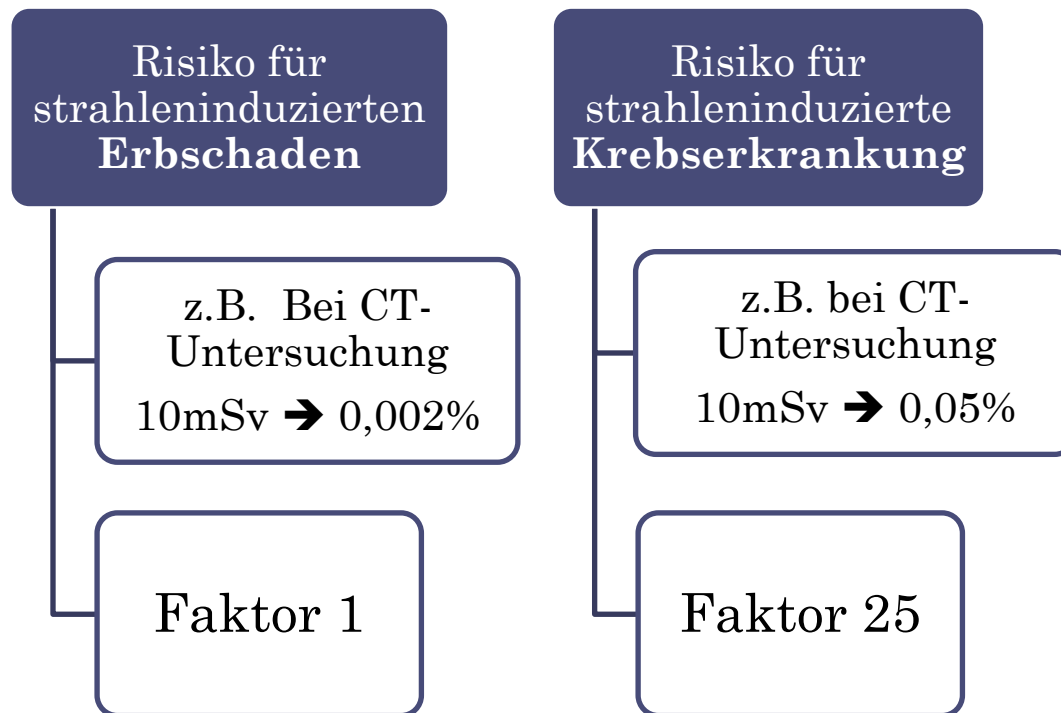 Risiko für
strahleninduzierten
Erbschaden
z.B. Bei CT-
Untersuchung
10mSv → 0,002%
Faktor 1
Risiko für
strahleninduzierte
Krebserkrankung
z.B. bei CT-
Untersuchung
10mSv → 0,05%
Faktor 25